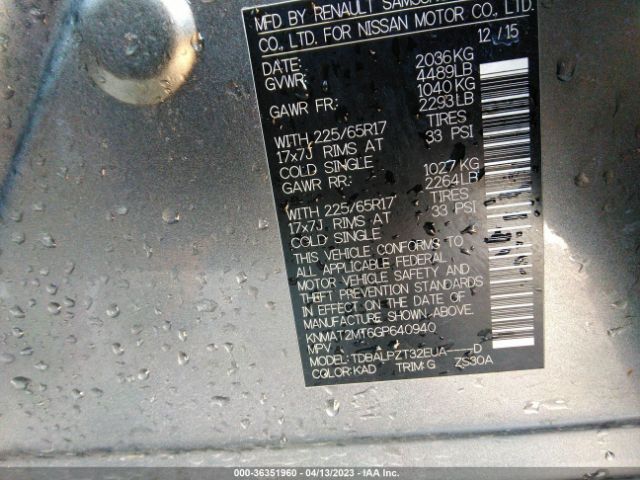 MFD BY RENAULT SAMSUNG
CO., LTD. FOR NISSAN MOTOR CO., LTD.
DATE: 12/15
GVWR: 2036KG
4489LB
GAWR FR: 1040KG
2293LB
WITH 225/65R17 TIRES
17x7J RIMS AT 33 PSI
COLD SINGLE
GAWR RR: 1027KG
2264LB
WITH 225/65R17 TIRES
17x7J RIMS AT 33 PSI
COLD SINGLE
THIS VEHICLE CONFORMS TO
ALL APPLICABLE FEDERAL
MOTOR VEHICLE SAFETY AND
THEFT PREVENTION STANDARDS
IN EFFECT ON THE DATE OF
MANUFACTURE SHOWN ABOVE.
KNMAT2MT6GP640940
MPV
MODEL:TDBALPZT32EUA----D
COLOR:KAD TRIM:G ZS30A
000-36351960 - 04/13/2023 - IAA Inc.